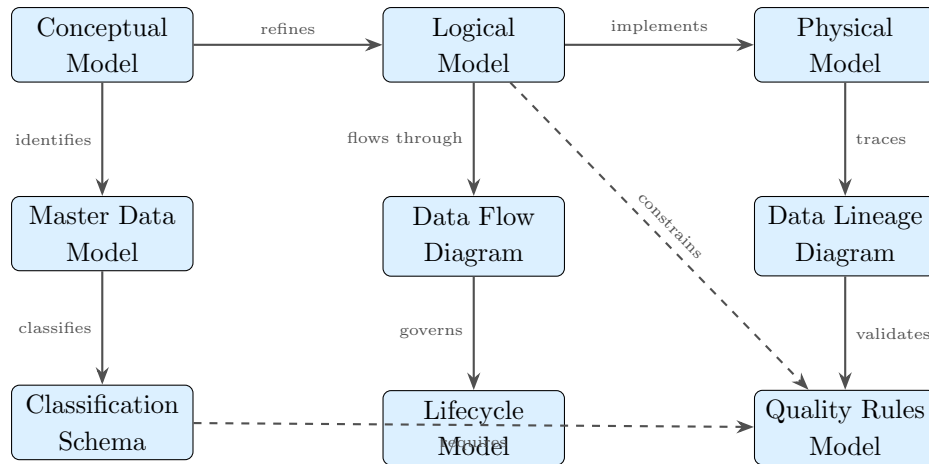 Conceptual
Model
refines
Logical
Model
implements
Physical
Model
identifies
flows through
traces
constrains
Master Data
Model
Data Flow
Diagram
Data Lineage
Diagram
classifies
governs
validates
Classification
Schema
Lifecycle
Model
requires
Quality Rules
Model